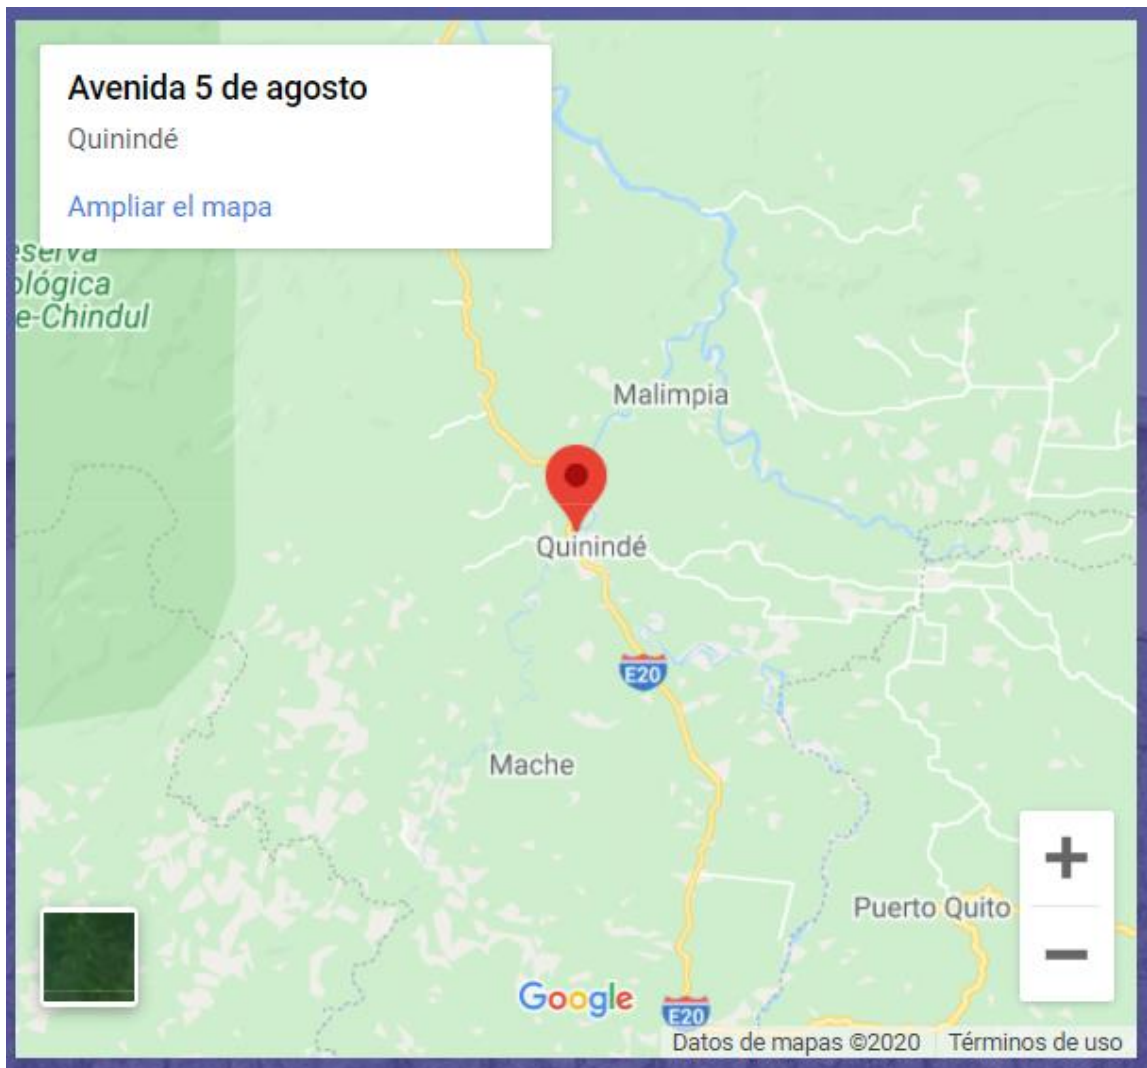 Avenida 5 de agosto
Quinindé
Ampliar el mapa
eserva
ológica
e-Chindul
Malimpia
Quinindé
E20
Mache
Puerto Quito
Google
E20
Datos de mapas ©2020
Términos de uso